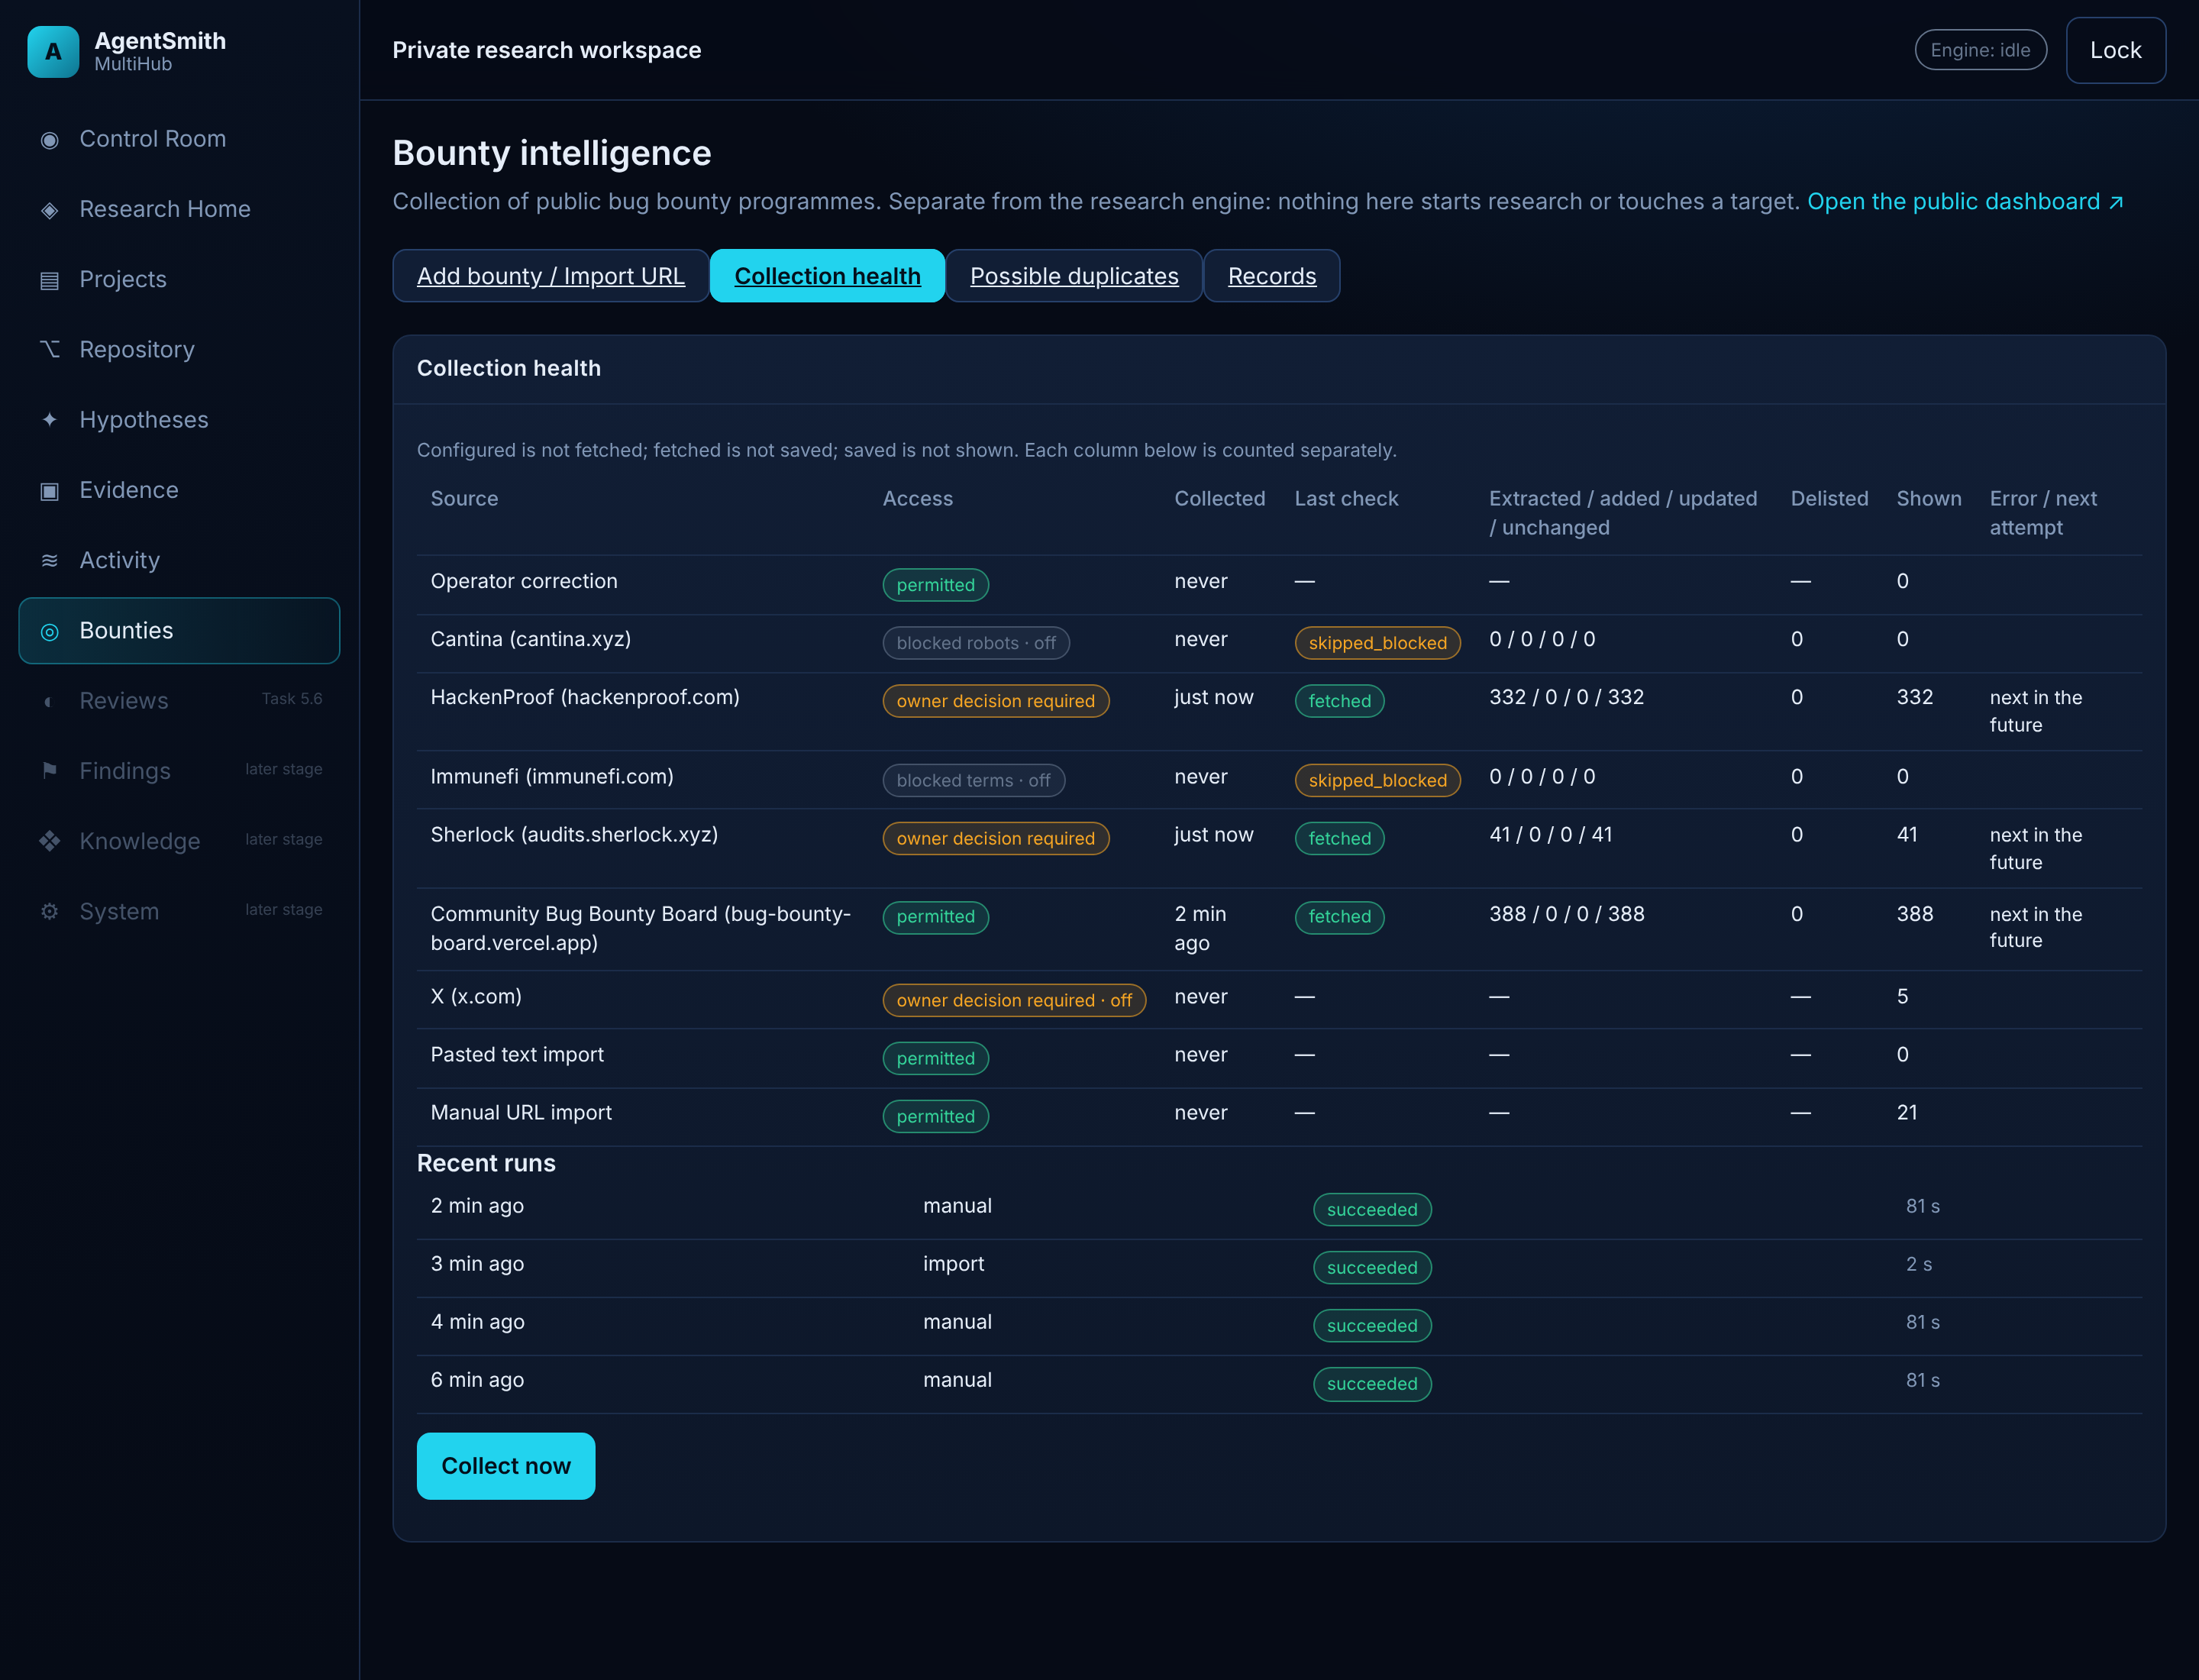 A
AgentSmith
MultiHub
Control Room
Research Home
Projects
Repository
Hypotheses
Evidence
Activity
Bounties
Reviews Task 5.6
Findings later stage
Knowledge later stage
System later stage
Private research workspace
Engine: idle
Lock
Bounty intelligence
Collection of public bug bounty programmes. Separate from the research engine: nothing here starts research or touches a target. Open the public dashboard ↗
Add bounty / Import URL Collection health Possible duplicates Records
Collection health
Configured is not fetched; fetched is not saved; saved is not shown. Each column below is counted separately.
Source Access Collected Last check Extracted / added / updated / unchanged Delisted Shown Error / next attempt
Operator correction permitted never — — — 0
Cantina (cantina.xyz) blocked robots · off never skipped_blocked 0 / 0 / 0 / 0 0 0
HackenProof (hackenproof.com) owner decision required just now fetched 332 / 0 / 0 / 332 0 332 next in the future
Immunefi (immunefi.com) blocked terms · off never skipped_blocked 0 / 0 / 0 / 0 0 0
Sherlock (audits.sherlock.xyz) owner decision required just now fetched 41 / 0 / 0 / 41 0 41 next in the future
Community Bug Bounty Board (bug-bounty-board.vercel.app) permitted 2 min ago fetched 388 / 0 / 0 / 388 0 388 next in the future
X (x.com) owner decision required · off never — — — 5
Pasted text import permitted never — — — 0
Manual URL import permitted never — — — 21
Recent runs
2 min ago manual succeeded 81 s
3 min ago import succeeded 2 s
4 min ago manual succeeded 81 s
6 min ago manual succeeded 81 s
Collect now